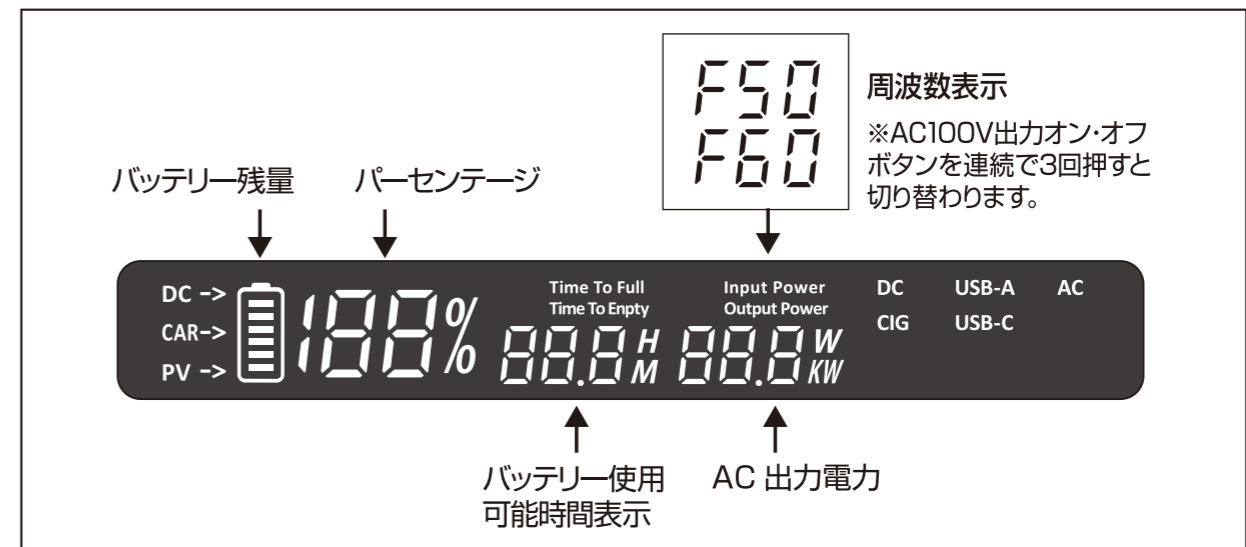 F50
F60
周波数表示
※AC100V出力オン・オフ
ボタンを連続で3回押すと
切り替わります。
バッテリー残量
パーセンテージ
DC ->
CAR->
PV ->
188%
Time To Full
Time To Enpty
88.8 H M
Input Power
Output Power
88.8 W KW
DC USB-A AC
CIG USB-C
バッテリー使用
可能時間表示
AC 出力電力